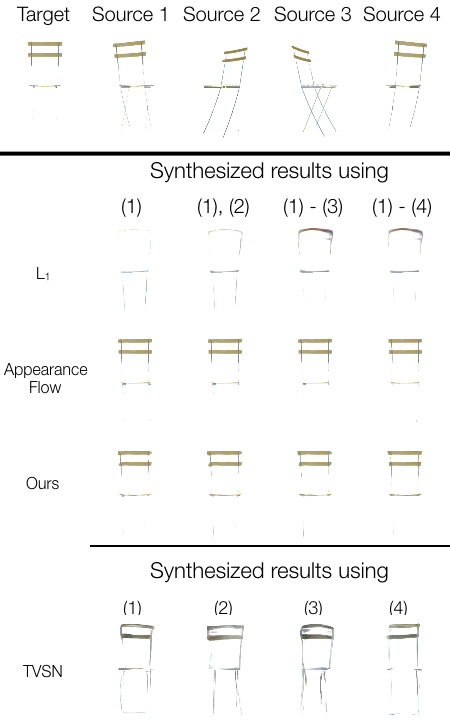 Target Source 1 Source 2 Source 3 Source 4
Synthesized results using
(1) (1), (2) (1) - (3) (1) - (4)
L₁
Appearance
Flow
Ours
Synthesized results using
(1) (2) (3) (4)
TVSN